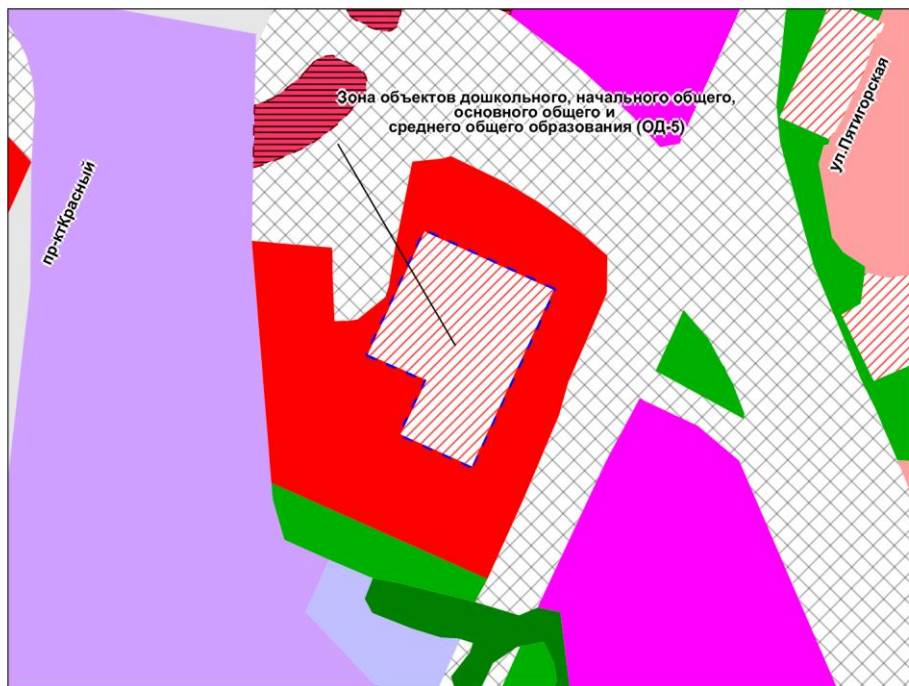 Зона объектов дошкольного, начального общего,
основного общего и
среднего общего образования (ОД-5)
ул.Пятигорская
пр-ктКрасный